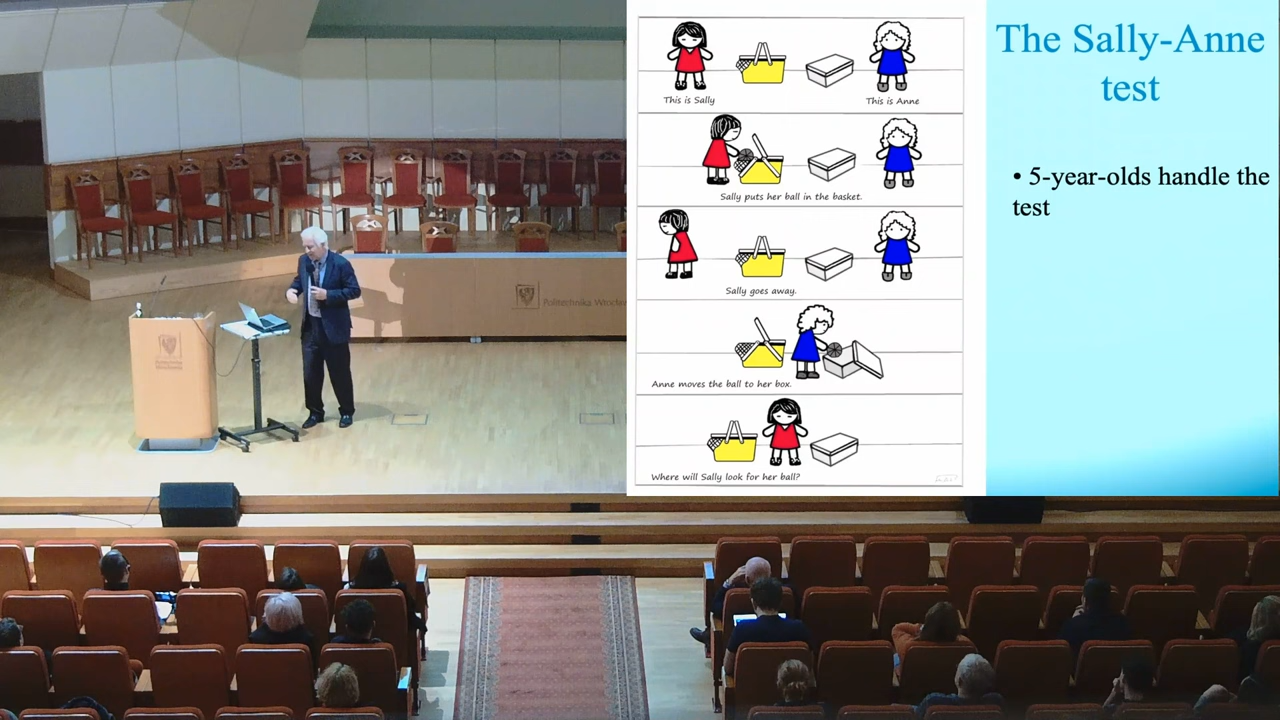 The Sally-Anne
test
• 5-year-olds handle the
test
This is Sally
This is Anne
Sally puts her ball in the basket.
Sally goes away.
Anne moves the ball to her box.
Where will Sally look for her ball?
Politechnika Wrocław